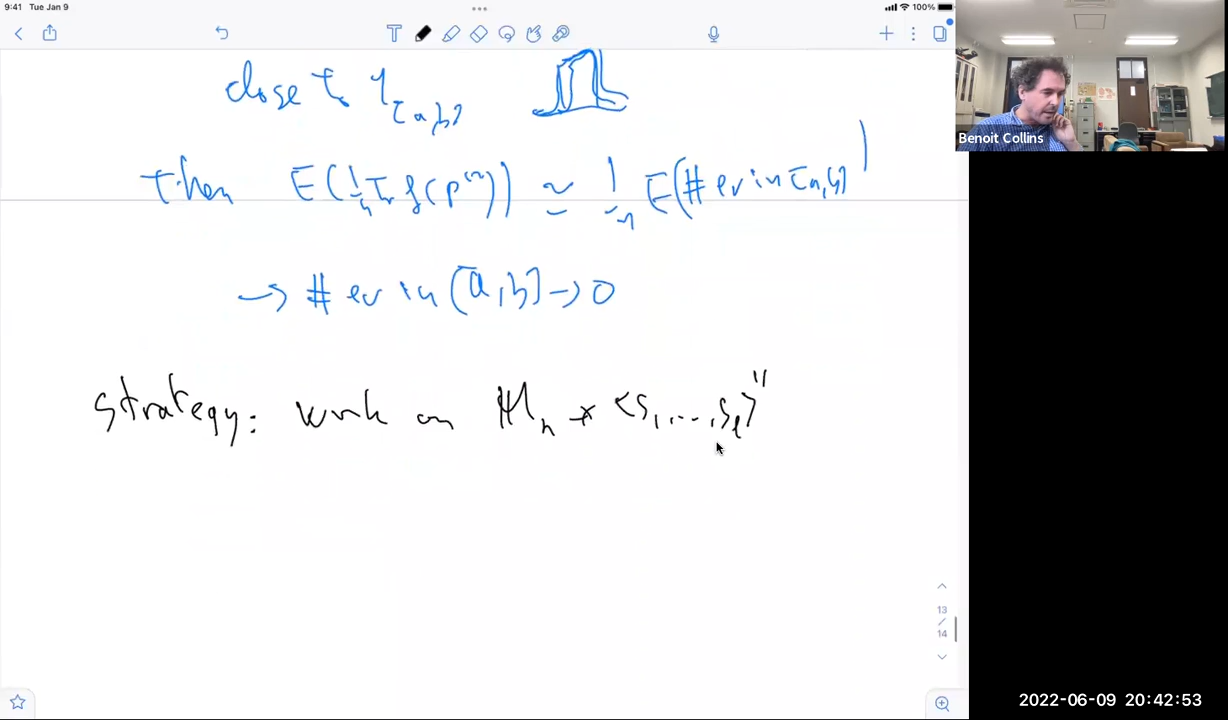 9:41 Tue Jan 9
100%
close to 1_{[a,b]}
Benoit Collins
then E(1/n Tr f(P^{(n)})) ≃ 1/n E(# ev in [a,b])
→ # ev in [a,b] → 0
strategy: work on M_n * <s_1,...,s_l>''
13
/
14
2022-06-09 20:42:53